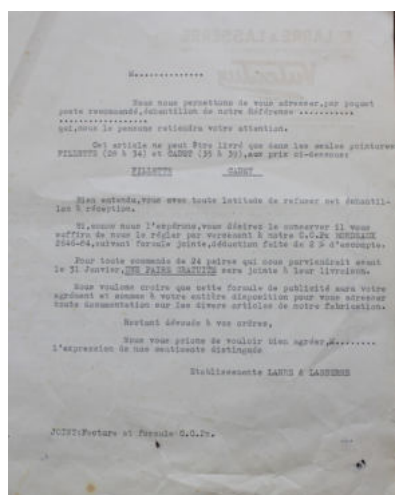 M..............
Nous nous permettons de vous adresser,par paquet
poste recommandé,échantillon de notre Référence ...........
..................
qui,nous le pensons retiendra votre attention.
Cet article ne peut être livré que dans les seules pointures
FILLETTE (28 à 34) et CADET (35 à 39),aux prix ci-dessous:
FILLETTE CADET
Bien entendu,vous avez toute latitude de refuser cet échantil-
lon à réception.
Si,comme nous l'espérons,vous désirez le conserver il vous
suffira de nous le régler par versement à notre C.C.Px BORDEAUX
2646-64,suivant formule jointe,déduction faite de 2 % d'escompte.
Pour toute commande de 24 paires qui nous parviendrait avant
le 31 Janvier,UNE PAIRE GRATUITE sera jointe à leur livraison.
Nous voulons croire que cette formule de publicité aura votre
agrément et sommes à votre entière disposition pour vous adresser
toute documentation sur les divers articles de notre fabrication.
Restant dévoués à vos ordres,
Nous vous prions de vouloir bien agréer,M........
l'expression de nos sentiments distingués
Etablissements LANDE & LASSERRE
JOINT:Facture et formule C.C.Px.